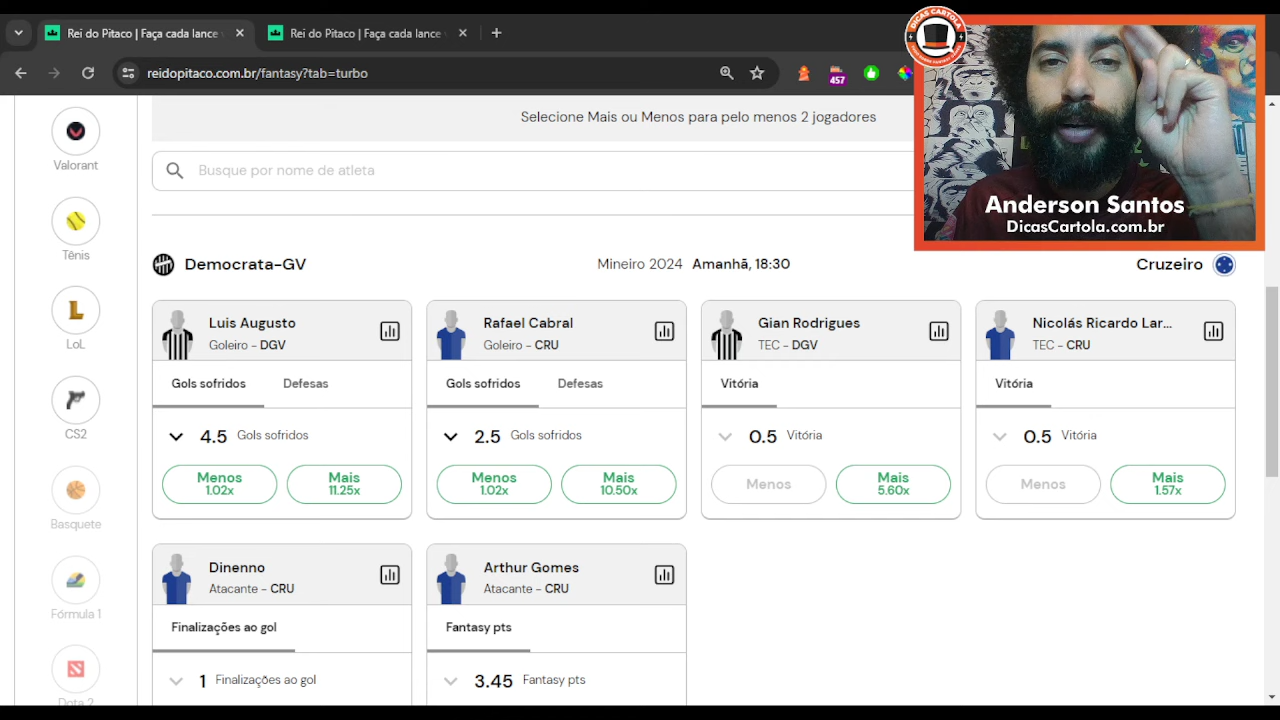 Rei do Pitaco | Faça cada lance
Rei do Pitaco | Faça cada lance
reidopitaco.com.br/fantasy?tab=turbo
457
DICAS CARTOLA
Anderson Santos
DicasCartola.com.br
Valorant
Tênis
LoL
CS2
Basquete
Fórmula 1
Dota 2
Selecione Mais ou Menos para pelo menos 2 jogadores
Busque por nome de atleta
Democrata-GV
Mineiro 2024 Amanhã, 18:30
Cruzeiro
Luis Augusto
Goleiro - DGV
Gols sofridos Defesas
4.5 Gols sofridos
Menos
1.02x
Mais
11.25x
Rafael Cabral
Goleiro - CRU
Gols sofridos Defesas
2.5 Gols sofridos
Menos
1.02x
Mais
10.50x
Gian Rodrigues
TEC - DGV
Vitória
0.5 Vitória
Menos
Mais
5.60x
Nicolás Ricardo Lar...
TEC - CRU
Vitória
0.5 Vitória
Menos
Mais
1.57x
Dinenno
Atacante - CRU
Finalizações ao gol
1 Finalizações ao gol
Arthur Gomes
Atacante - CRU
Fantasy pts
3.45 Fantasy pts